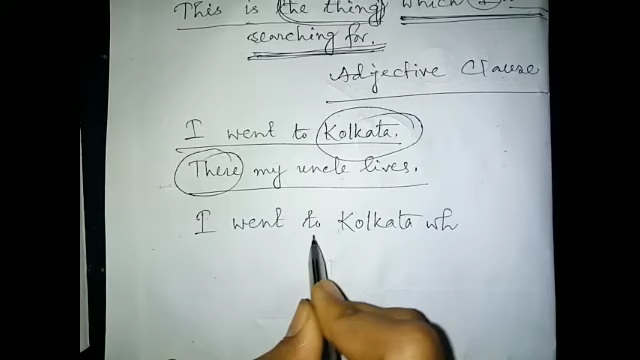 This is the thing which I
searching for.
Adjective Clause
I went to Kolkata.
There my uncle lives.
I went to Kolkata wh